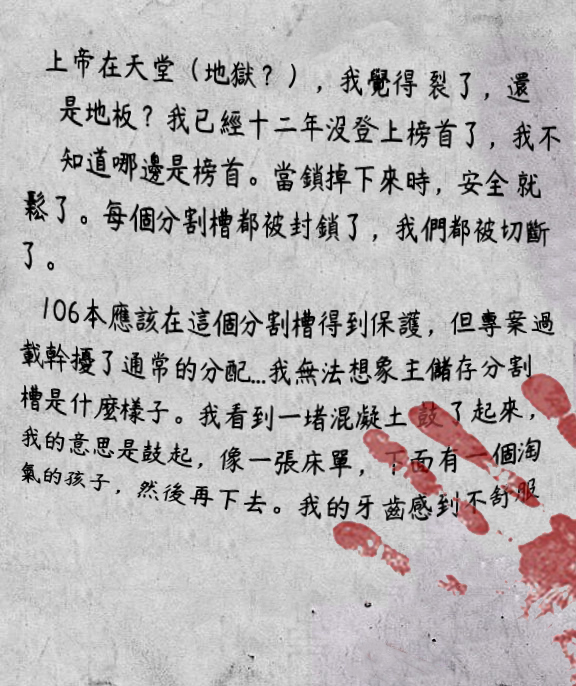 上帝在天堂（地獄？），我覺得 裂了，還
是地板？我已經十二年沒登上榜首了，我不
知道哪邊是榜首。當鎖掉下來時，安全 就
鬆了。每個分割槽都被封鎖了，我們都被切斷
了。
106本應該在這個分割槽得到保護，但專案過
載幹擾了通常的分配...我無法想象主儲存分割
槽是什麼樣子。我看到一堵混凝土 鼓了起來，
我的意思是鼓起，像一張床單，下面有一個淘
氣的孩子，然後再下去。我的牙齒感到不舒服